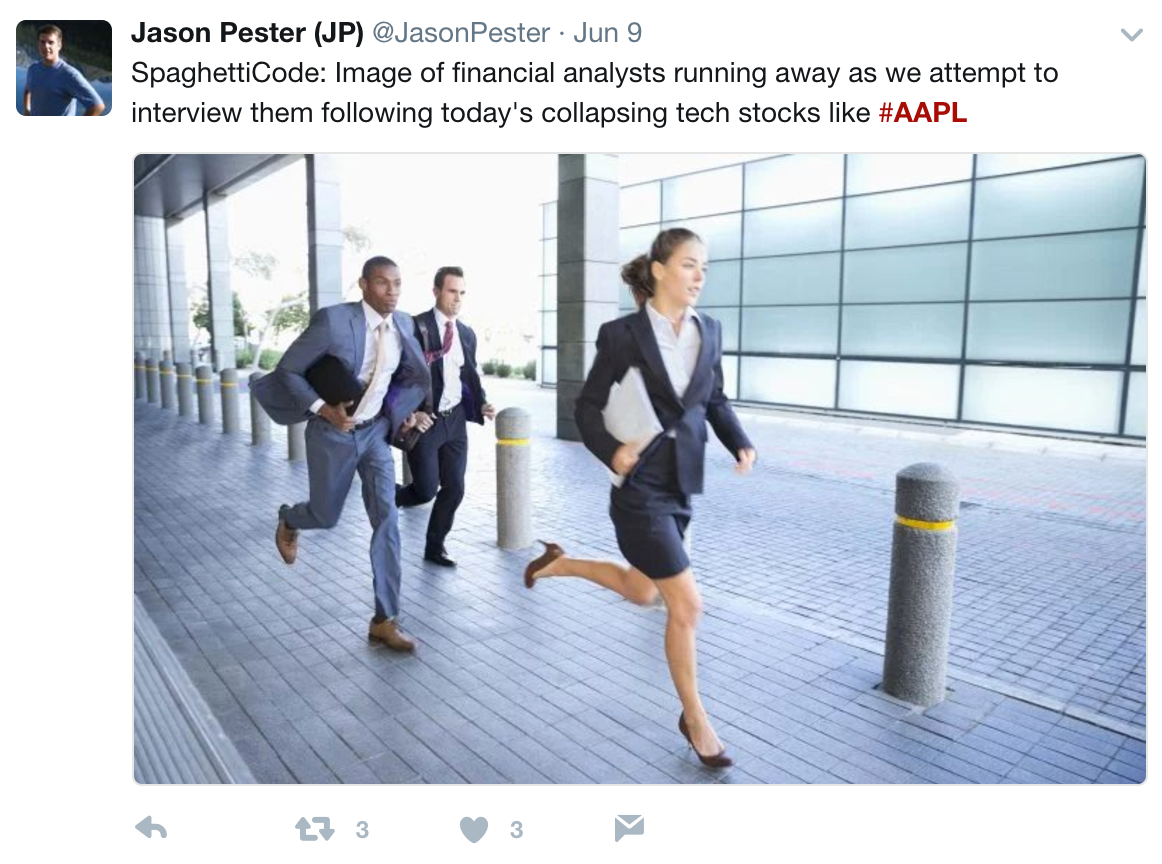 Jason Pester (JP) @JasonPester · Jun 9
SpaghettiCode: Image of financial analysts running away as we attempt to
interview them following today's collapsing tech stocks like #AAPL
3 3